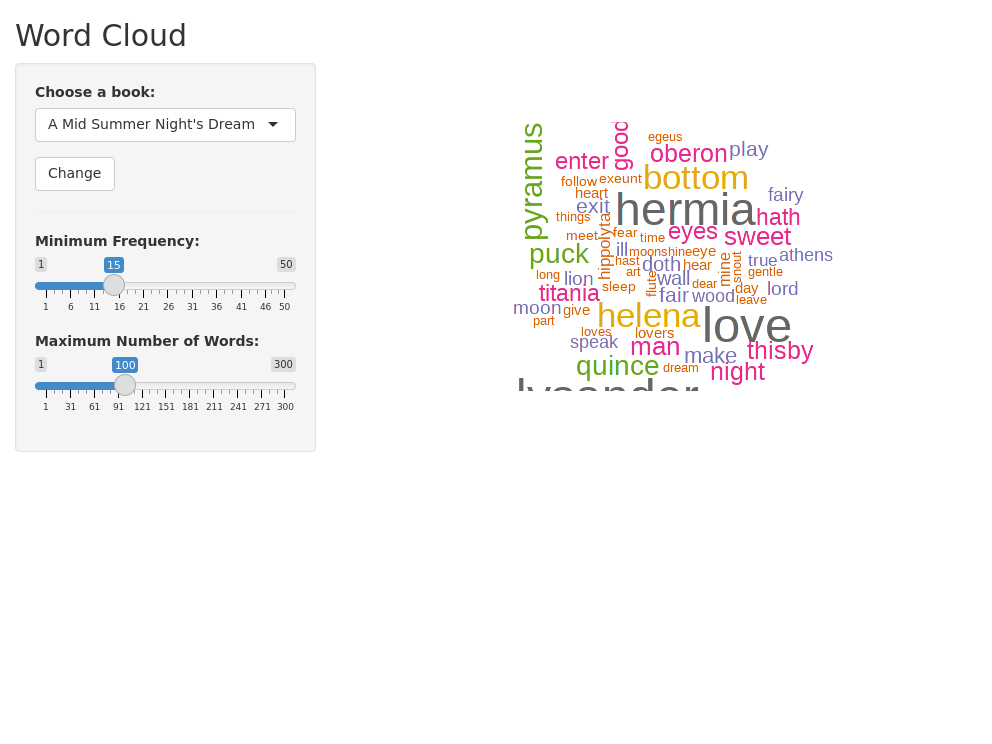 Word Cloud
Choose a book:
A Mid Summer Night's Dream
Change
Minimum Frequency:
1 15 50
1 6 11 16 21 26 31 36 41 46 50
Maximum Number of Words:
1 100 300
1 31 61 91 121 151 181 211 241 271 300
pyramus
good
egeus
oberon
play
enter
bottom
follow
exeunt
heart
fairy
exit
hermia
things
hath
hippolyta
meet
fear
time
eyes
sweet
puck
ill
moonshine
eye
athens
hast
doth
hear
mine
snout
true
long
lion
art
flute
wall
dear
gentle
titania
sleep
fair
wood
day
lord
leave
moon
give
helena
love
part
loves
lovers
speak
man
make
thisby
quince
dream
night
lysander